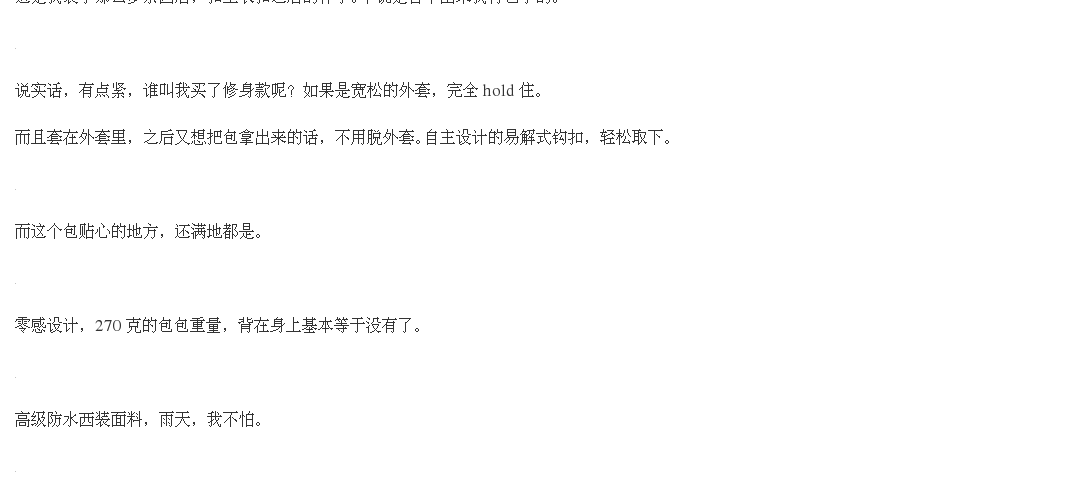 说实话，有点紧，谁叫我买了修身款呢？如果是宽松的外套，完全 hold 住。
而且套在外套里，之后又想把包拿出来的话，不用脱外套。自主设计的易解式钩扣，轻松取下。
而这个包贴心的地方，还满地都是。
零感设计，270 克的包包重量，背在身上基本等于没有了。
高级防水西装面料，雨天，我不怕。